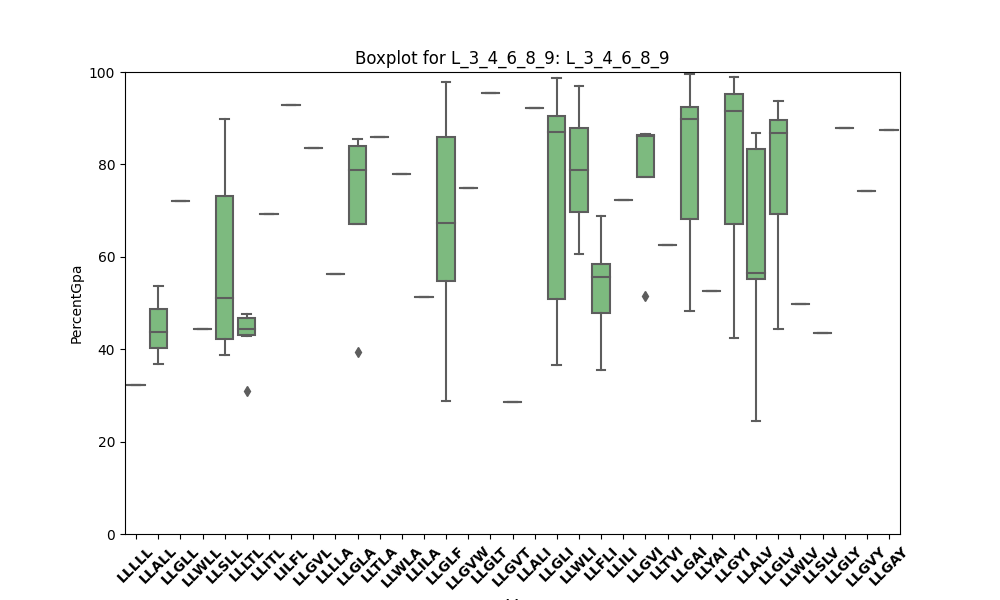 Boxplot for L_3_4_6_8_9: L_3_4_6_8_9
100
80
60
40
20
0
PercentGpa
LLLLL
LLALL
LLGLL
LLWLL
LLSLL
LLLTL
LLITL
LILFL
LLGVL
LLLLA
LLGLA
LLTLA
LLWLA
LLILA
LLGLF
LLGVW
LLGLT
LLGVT
LLALI
LLGLI
LLWLI
LLFLI
LLILI
LLGVI
LLTVI
LLGAI
LLYAI
LLGYI
LLALV
LLGLV
LLWLV
LLSLV
LLGLY
LLGVY
LLGAY